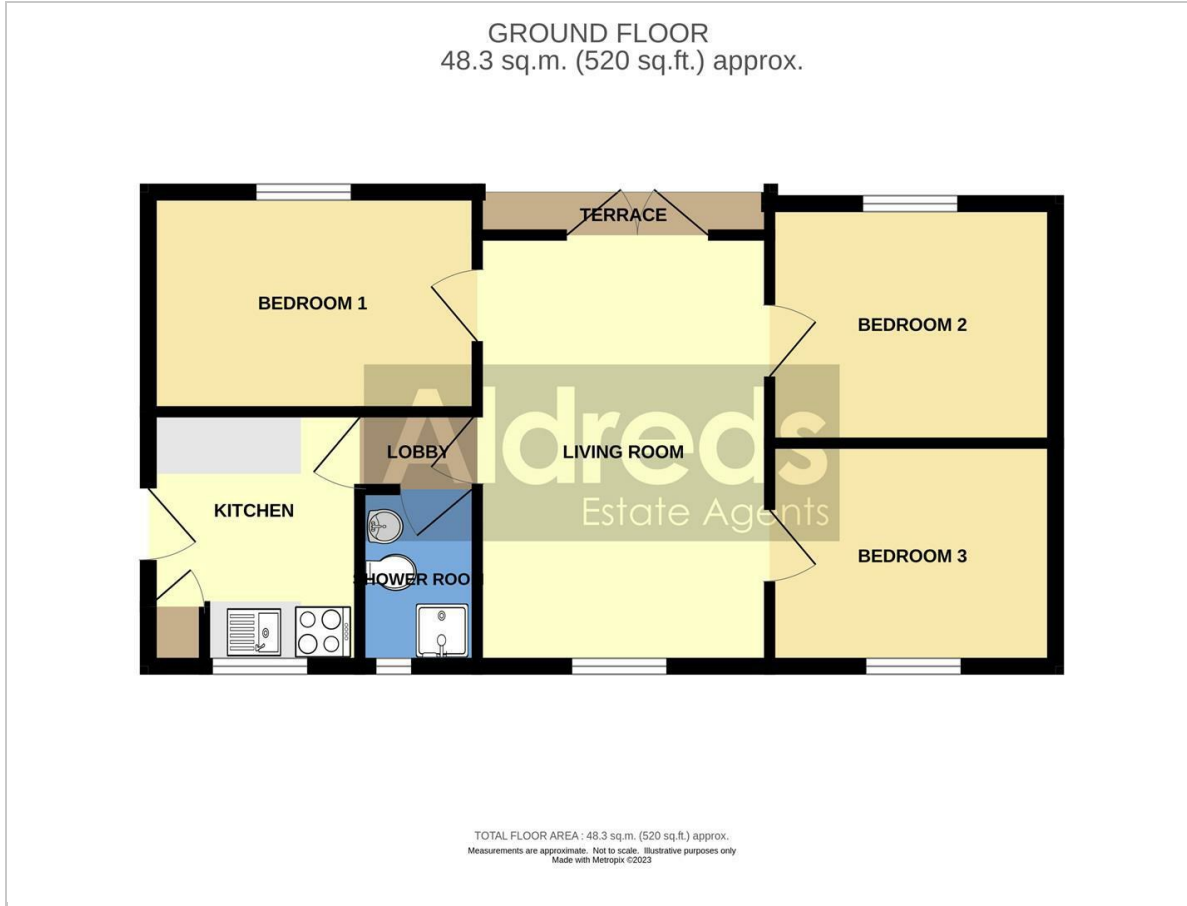 GROUND FLOOR
48.3 sq.m. (520 sq.ft.) approx.
TERRACE
BEDROOM 1
BEDROOM 2
Aldreds
Estate Agents
LOBBY
LIVING ROOM
KITCHEN
BEDROOM 3
SHOWER ROOM
TOTAL FLOOR AREA : 48.3 sq.m. (520 sq.ft.) approx.
Measurements are approximate. Not to scale. Illustrative purposes only
Made with Metropix ©2023